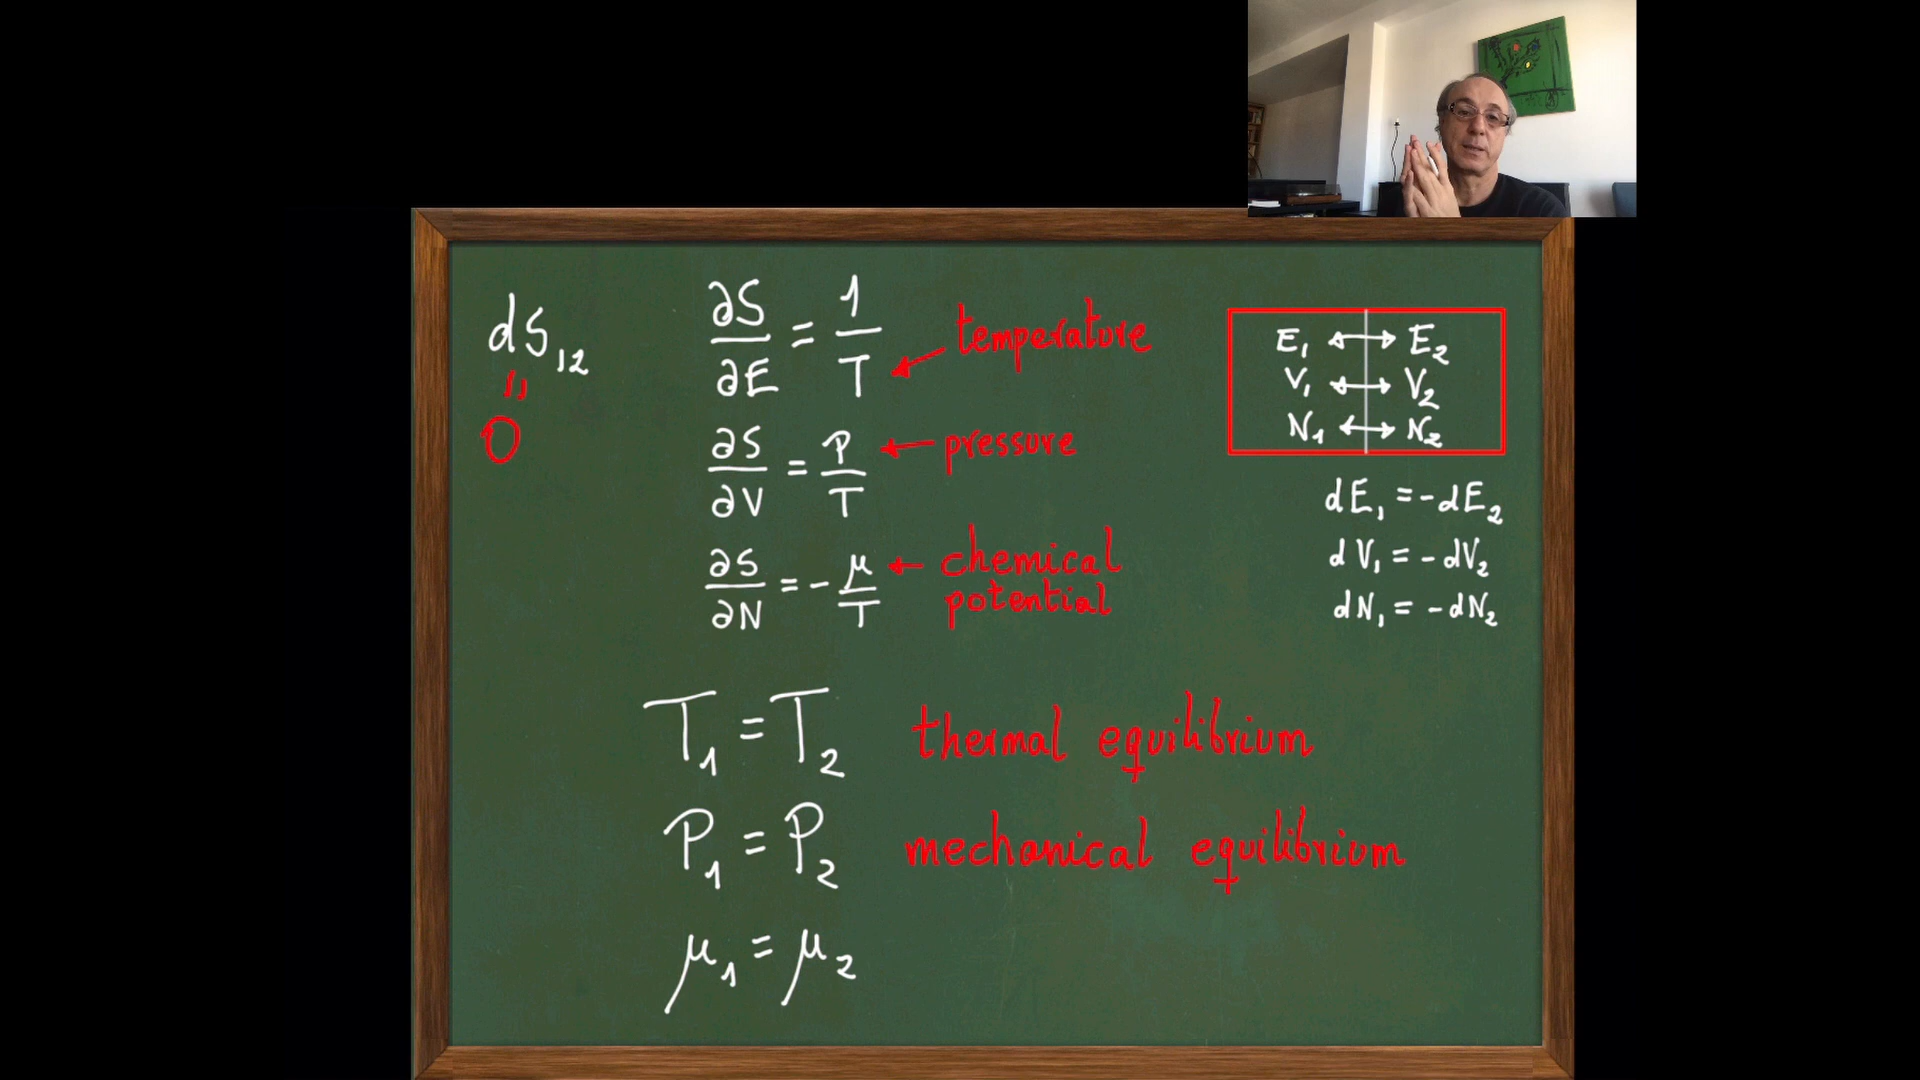 dS₁₂
=
0
∂S/∂E = 1/T ← temperature
∂S/∂V = P/T ← pressure
∂S/∂N = - μ/T ← chemical
potential
E₁ ↔ E₂
V₁ ↔ V₂
N₁ ↔ N₂
dE₁ = -dE₂
dV₁ = -dV₂
dN₁ = -dN₂
T₁ = T₂ thermal equilibrium
P₁ = P₂ mechanical equilibrium
μ₁ = μ₂